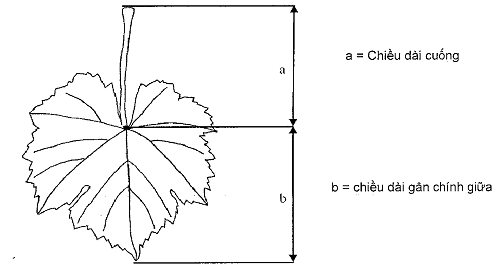 a
a = Chiều dài cuống
b
b = chiều dài gân chính giữa